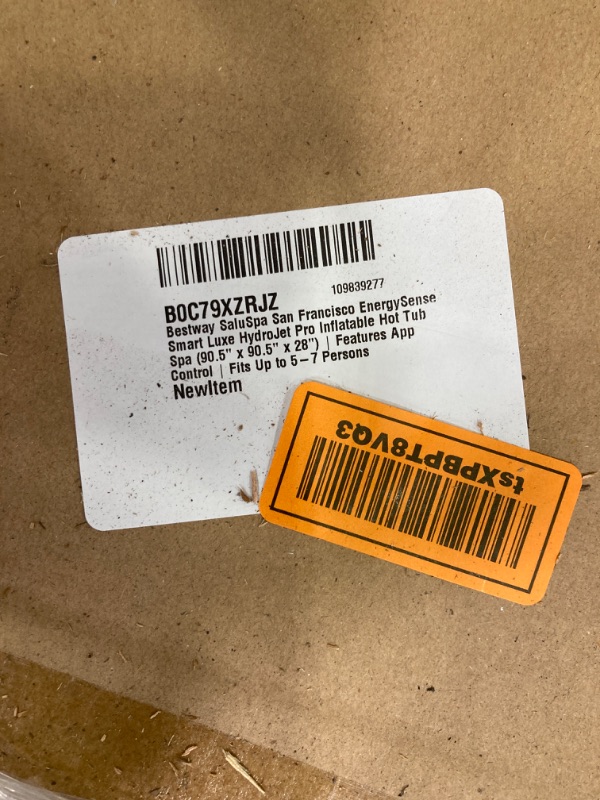 109839277
B0C79XZRJZ
Bestway SaluSpa San Francisco EnergySense
Smart Luxe HydroJet Pro Inflatable Hot Tub
Spa (90.5" x 90.5" x 28") | Features App
Control | Fits Up to 5–7 Persons
NewItem
tsXPBPT8VQ3